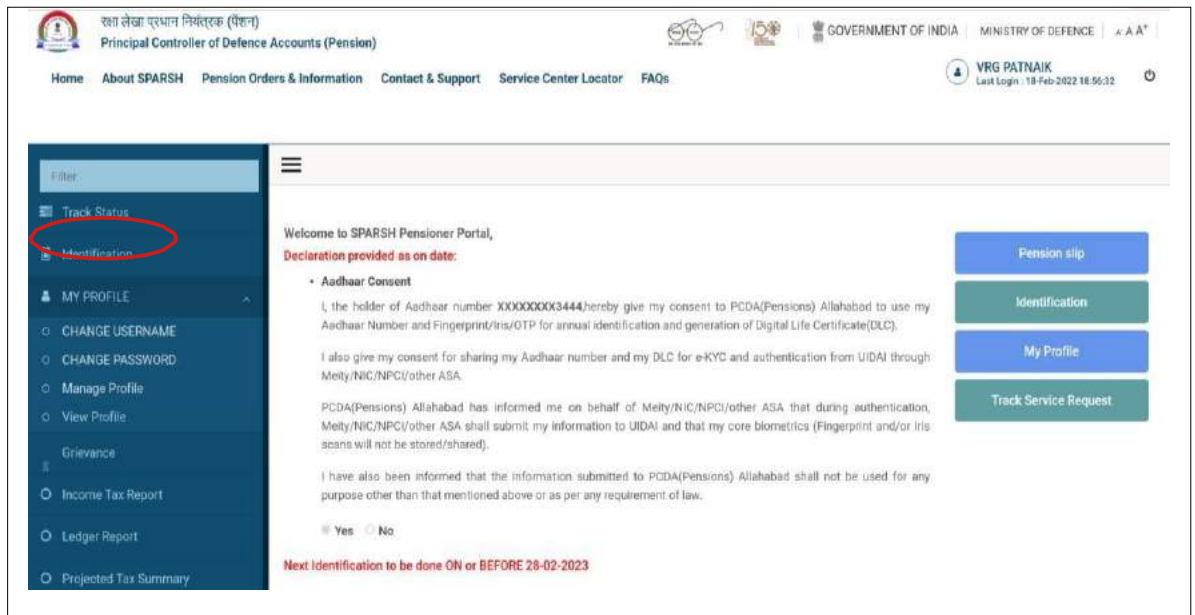 रक्षा लेखा प्रधान नियंत्रक (पेंशन)
Principal Controller of Defence Accounts (Pension)
GOVERNMENT OF INDIA
MINISTRY OF DEFENCE
A A A+
Home About SPARSH Pension Orders & Information Contact & Support Service Center Locator FAQs
VRG PATNAIK
Last Login : 18-Feb-2022 18:56:32
Filter
Track Status
Identification
MY PROFILE
CHANGE USERNAME
CHANGE PASSWORD
Manage Profile
View Profile
Grievance
Income Tax Report
Ledger Report
Projected Tax Summary
Welcome to SPARSH Pensioner Portal,
Declaration provided as on date:
• Aadhaar Consent
I, the holder of Aadhaar number XXXXXXXX3444,hereby give my consent to PCDA(Pensions) Allahabad to use my
Aadhaar Number and Fingerprint/Iris/OTP for annual identification and generation of Digital Life Certificate(DLC).
I also give my consent for sharing my Aadhaar number and my DLC for e-KYC and authentication from UIDAI through
Meity/NIC/NPCI/other ASA.
PCDA(Pensions) Allahabad has informed me on behalf of Meity/NIC/NPCI/other ASA that during authentication,
Meity/NIC/NPCI/other ASA shall submit my information to UIDAI and that my core biometrics (Fingerprint and/or Iris
scans will not be stored/shared).
I have also been informed that the information submitted to PCDA(Pensions) Allahabad shall not be used for any
purpose other than that mentioned above or as per any requirement of law.
Yes No
Next Identification to be done ON or BEFORE 28-02-2023
Pension slip
Identification
My Profile
Track Service Request